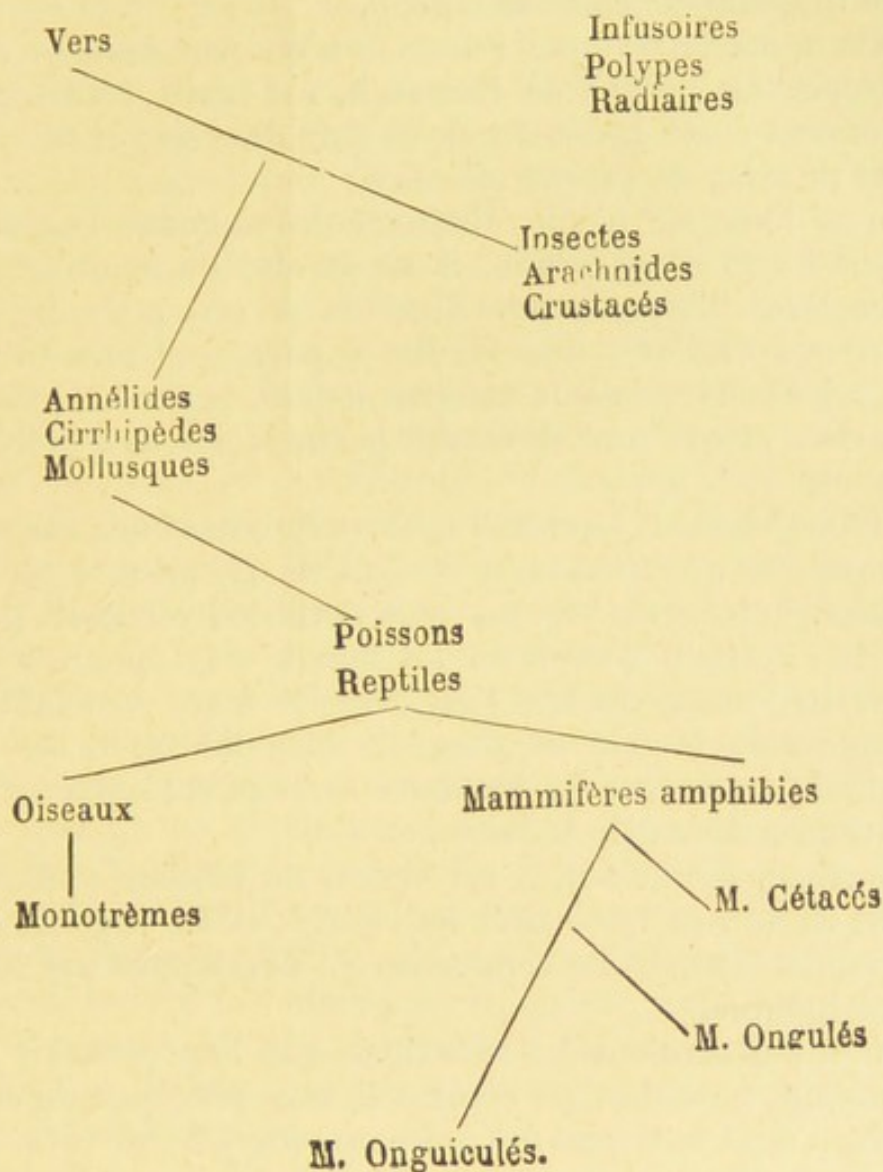 Vers
Infusoires
Polypes
Radiaires
Insectes
Arachnides
Crustacés
Annélides
Cirrhipèdes
Mollusques
Poissons
Reptiles
Oiseaux
Mammifères amphibies
Monotrèmes
M. Cétacés
M. Ongulés
M. Onguiculés.